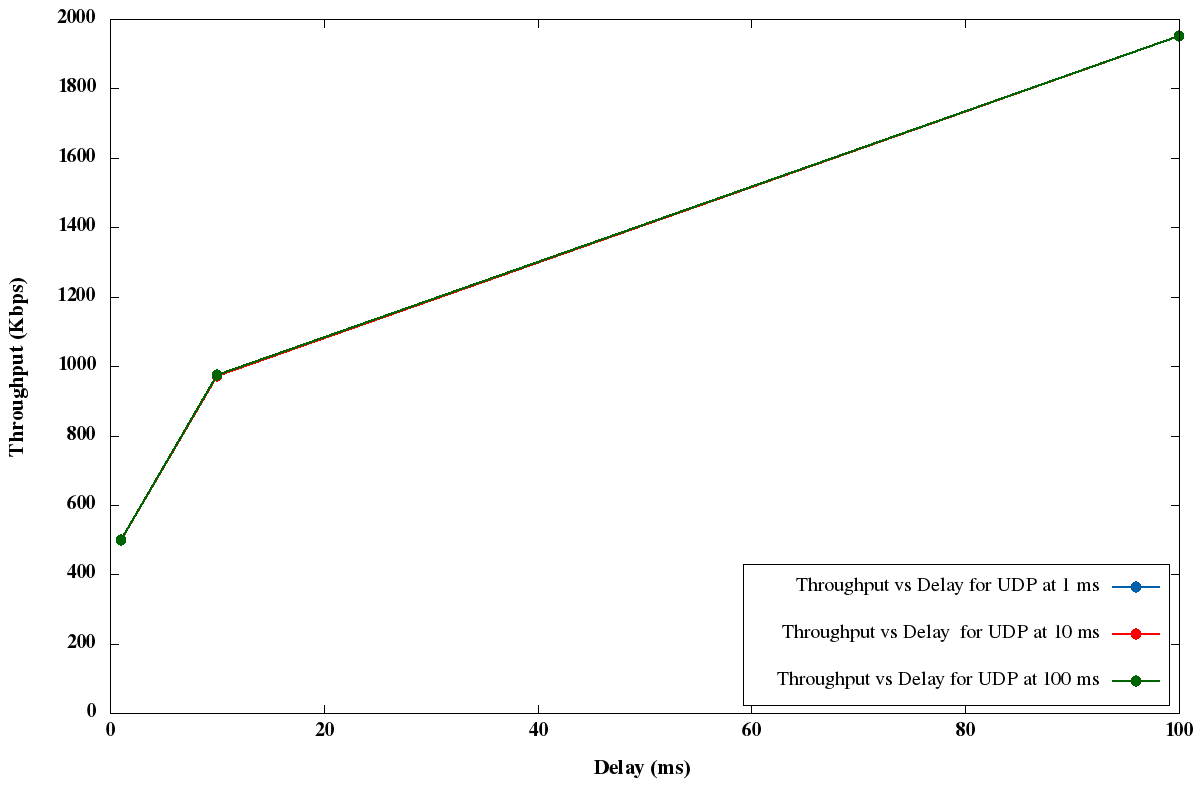 2000
1800
1600
1400
1200
1000
800
600
400
200
0
Throughput (Kbps)
Throughput vs Delay for UDP at 1 ms
Throughput vs Delay  for UDP at 10 ms
Throughput vs Delay for UDP at 100 ms
0 20 40 60 80 100
Delay (ms)